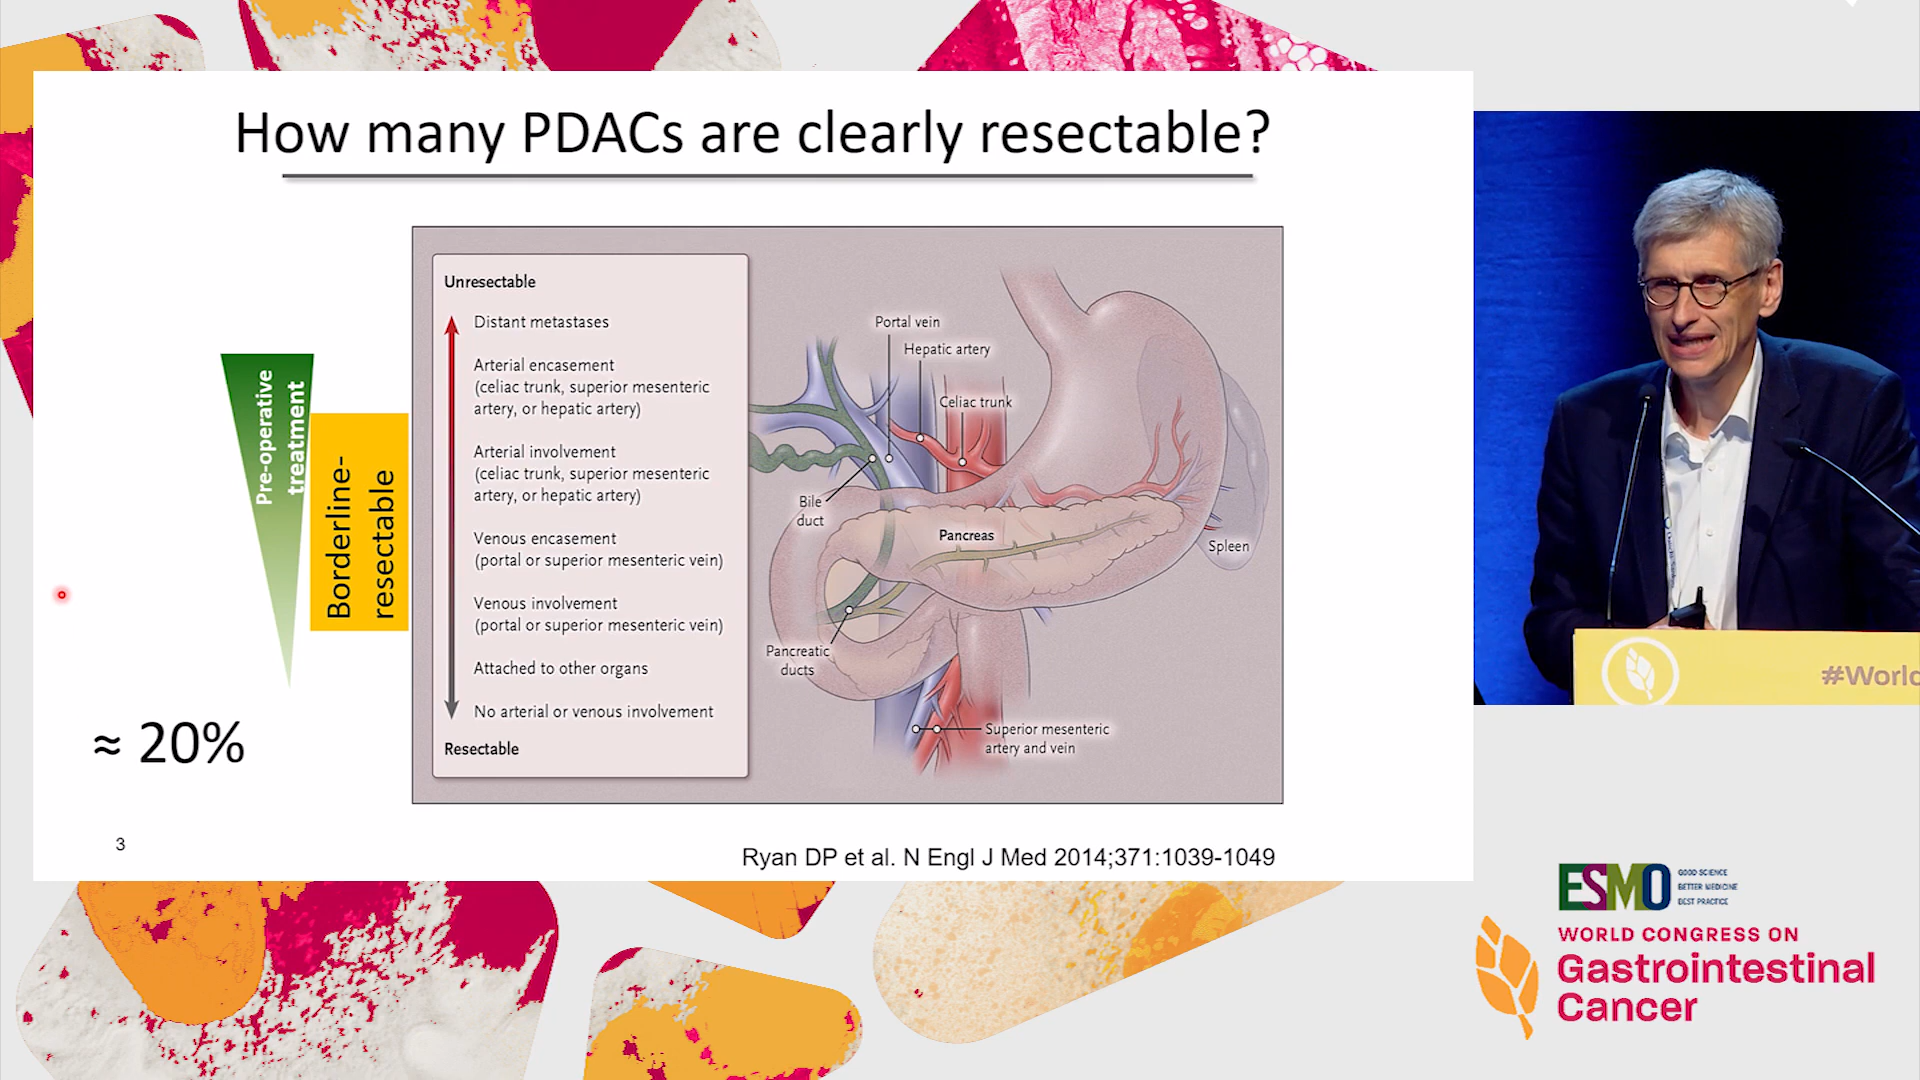 How many PDACs are clearly resectable?
Pre-operative
treatment
Borderline-
resectable
≈ 20%
Unresectable
Distant metastases
Arterial encasement
(celiac trunk, superior mesenteric
artery, or hepatic artery)
Arterial involvement
(celiac trunk, superior mesenteric
artery, or hepatic artery)
Venous encasement
(portal or superior mesenteric vein)
Venous involvement
(portal or superior mesenteric vein)
Attached to other organs
No arterial or venous involvement
Resectable
Portal vein
Hepatic artery
Celiac trunk
Bile
duct
Pancreas
Spleen
Pancreatic
ducts
Superior mesenteric
artery and vein
3
Ryan DP et al. N Engl J Med 2014;371:1039-1049
#World
ESMO
GOOD SCIENCE
BETTER MEDICINE
BEST PRACTICE
WORLD CONGRESS ON
Gastrointestinal
Cancer